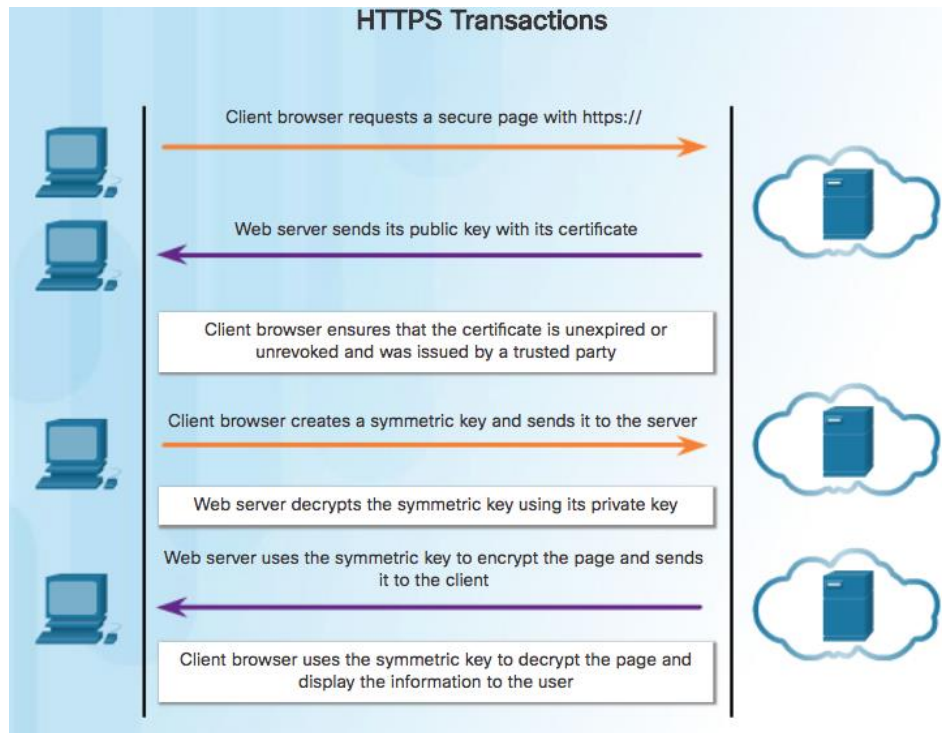 HTTPS Transactions
Client browser requests a secure page with https://
Web server sends its public key with its certificate
Client browser ensures that the certificate is unexpired or
unrevoked and was issued by a trusted party
Client browser creates a symmetric key and sends it to the server
Web server decrypts the symmetric key using its private key
Web server uses the symmetric key to encrypt the page and sends
it to the client
Client browser uses the symmetric key to decrypt the page and
display the information to the user